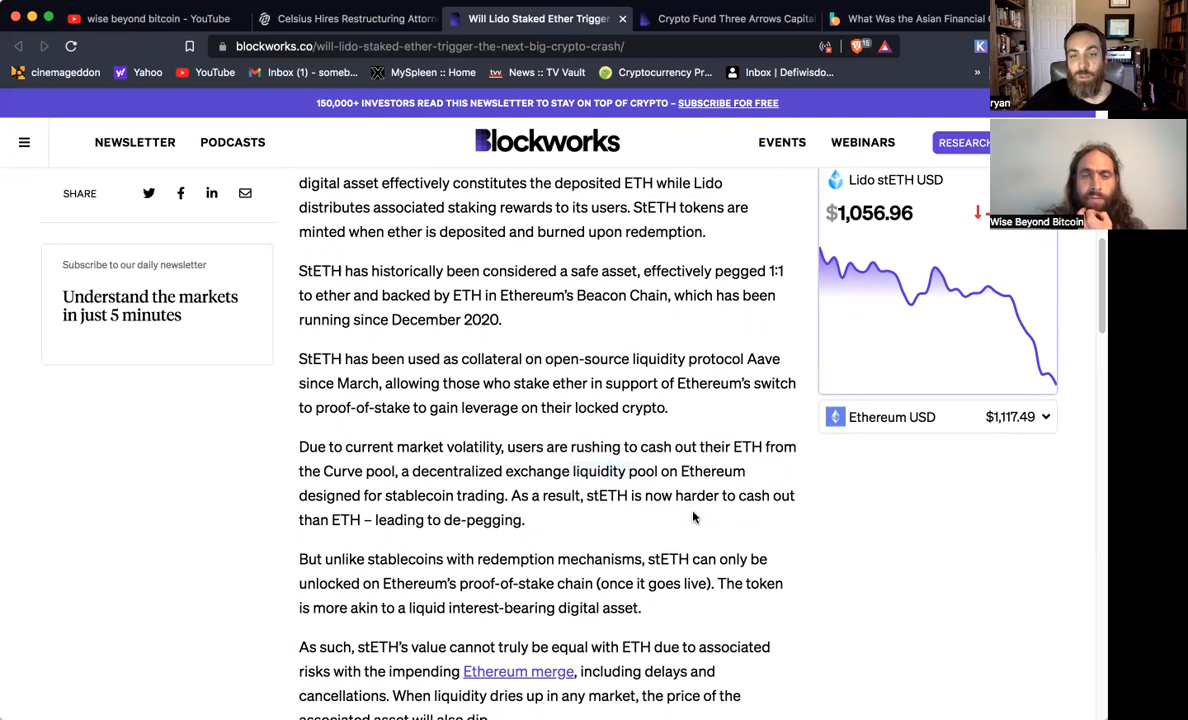 wise beyond bitcoin - YouTube
Celsius Hires Restructuring Attorn
Will Lido Staked Ether Trigger
Crypto Fund Three Arrows Capital
What Was the Asian Financial C
blockworks.co/will-lido-staked-ether-trigger-the-next-big-crypto-crash/
15
cinemageddon
Yahoo
YouTube
Inbox (1) - someb...
MySpleen :: Home
tvv
News :: TV Vault
Cryptocurrency Pr...
Inbox | Defiwisdo...
»
150,000+ INVESTORS READ THIS NEWSLETTER TO STAY ON TOP OF CRYPTO – SUBSCRIBE FOR FREE
ryan
NEWSLETTER
PODCASTS
Blockworks
EVENTS
WEBINARS
RESEARCH
Wise Beyond Bitcoin
SHARE
Subscribe to our daily newsletter
Understand the markets
in just 5 minutes
digital asset effectively constitutes the deposited ETH while Lido
distributes associated staking rewards to its users. StETH tokens are
minted when ether is deposited and burned upon redemption.
StETH has historically been considered a safe asset, effectively pegged 1:1
to ether and backed by ETH in Ethereum's Beacon Chain, which has been
running since December 2020.
StETH has been used as collateral on open-source liquidity protocol Aave
since March, allowing those who stake ether in support of Ethereum's switch
to proof-of-stake to gain leverage on their locked crypto.
Due to current market volatility, users are rushing to cash out their ETH from
the Curve pool, a decentralized exchange liquidity pool on Ethereum
designed for stablecoin trading. As a result, stETH is now harder to cash out
than ETH – leading to de-pegging.
But unlike stablecoins with redemption mechanisms, stETH can only be
unlocked on Ethereum's proof-of-stake chain (once it goes live). The token
is more akin to a liquid interest-bearing digital asset.
As such, stETH's value cannot truly be equal with ETH due to associated
risks with the impending Ethereum merge, including delays and
cancellations. When liquidity dries up in any market, the price of the
associated asset will also dip.
Lido stETH USD
$1,056.96
Ethereum USD
$1,117.49